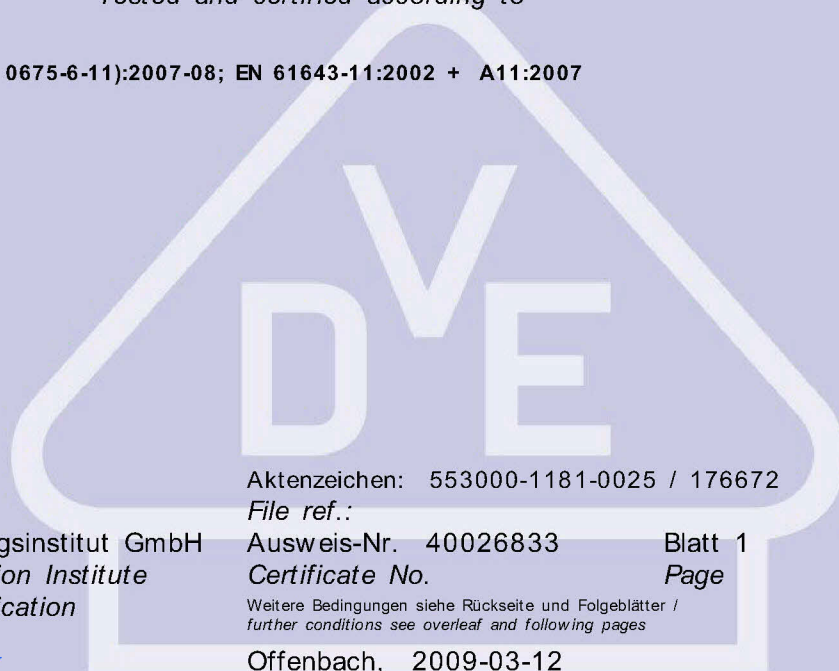 Tested and certified according to
0675-6-11):2007-08; EN 61643-11:2002 + A11:2007
VDE
Aktenzeichen: 553000-1181-0025 / 176672
File ref.:
gsinstitut GmbH Ausweis-Nr. 40026833 Blatt 1
on Institute Certificate No. Page
ication Weitere Bedingungen siehe Rückseite und Folgeblätter /
further conditions see overleaf and following pages
Offenbach, 2009-03-12